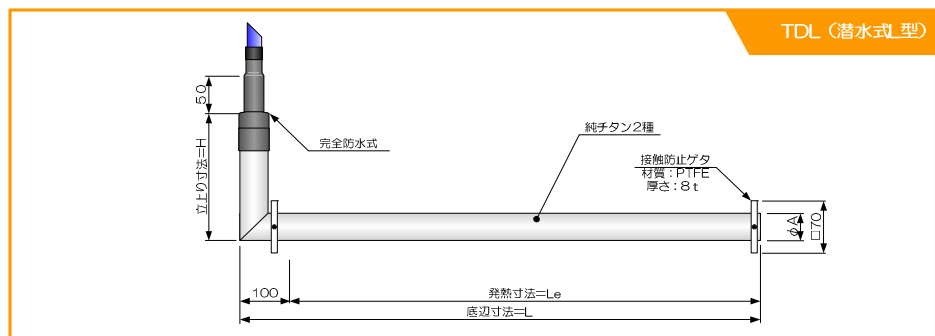 TDL（潜水式L型）
50
立上り寸法=H
完全防水式
純チタン2種
接触防止ゲタ
材質：PTFE
厚さ：8t
φA
□70
100
発熱寸法=Le
底辺寸法=L